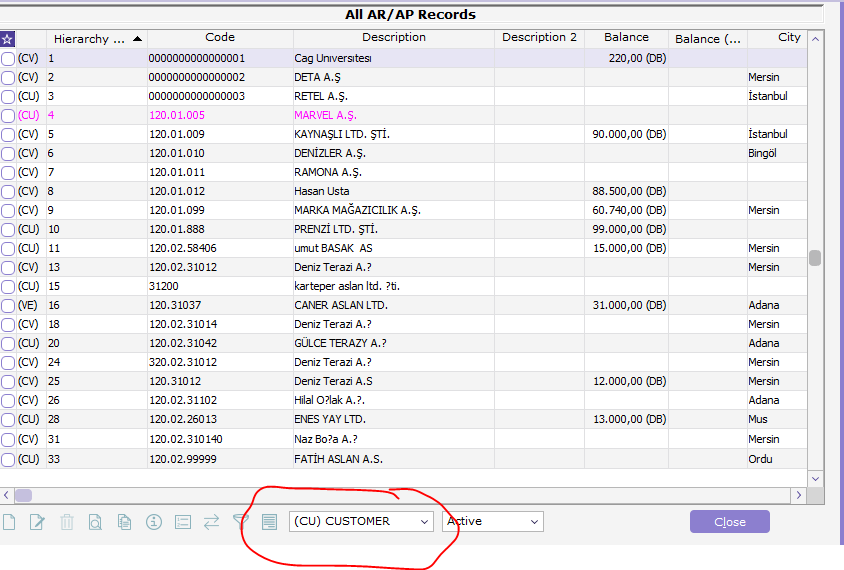 All AR/AP Records
Hierarchy ... Code Description Description 2 Balance Balance (... City
(CV) 1 0000000000000001 Cag Unıversıtesı 220,00 (DB)
(CV) 2 0000000000000002 DETA A.Ş Mersin
(CU) 3 0000000000000003 RETEL A.Ş. İstanbul
(CU) 4 120.01.005 MARVEL A.Ş.
(CV) 5 120.01.009 KAYNAŞLI LTD. ŞTİ. 90.000,00 (DB) İstanbul
(CV) 6 120.01.010 DENİZLER A.Ş. Bingöl
(CV) 7 120.01.011 RAMONA A.Ş.
(CV) 8 120.01.012 Hasan Usta 88.500,00 (DB)
(CV) 9 120.01.099 MARKA MAĞAZICILIK A.Ş. 60.740,00 (DB) Mersin
(CU) 10 120.01.888 PRENZİ LTD. ŞTİ. 99.000,00 (DB)
(CU) 11 120.02.58406 umut BASAK AS 15.000,00 (DB) Mersin
(CV) 13 120.02.31012 Deniz Terazi A.? Mersin
(CU) 15 31200 karteper aslan ltd. ?ti.
(VE) 16 120.31037 CANER ASLAN LTD. 31.000,00 (DB) Adana
(CV) 18 120.02.31014 Deniz Terazi A.? Mersin
(CU) 20 120.02.31042 GÜLCE TERAZY A.? Adana
(CV) 24 320.02.31012 Deniz Terazi A.? Mersin
(CV) 25 120.31012 Deniz Terazi A.S 12.000,00 (DB) Mersin
(CV) 26 120.02.31102 Hilal O?lak A.?. Adana
(CU) 28 120.02.26013 ENES YAY LTD. 13.000,00 (DB) Mus
(CV) 31 120.02.310140 Naz Bo?a A.? Mersin
(CU) 33 120.02.99999 FATİH ASLAN A.S. Ordu
(CU) CUSTOMER Active Close